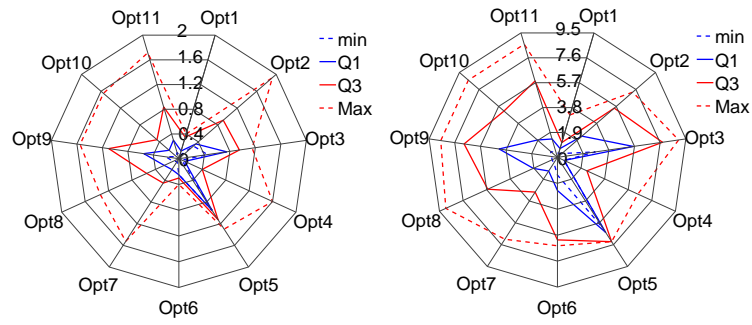 Opt11
2
Opt1
Opt10
1.6
Opt2
1.2
0.8
Opt9
0.4
Opt3
0
Opt8
Opt4
Opt7
Opt5
Opt6
min
Q1
Q3
Max
Opt11
9.5
Opt1
Opt10
7.6
Opt2
5.7
3.8
Opt9
1.9
Opt3
0
Opt8
Opt4
Opt7
Opt5
Opt6
min
Q1
Q3
Max